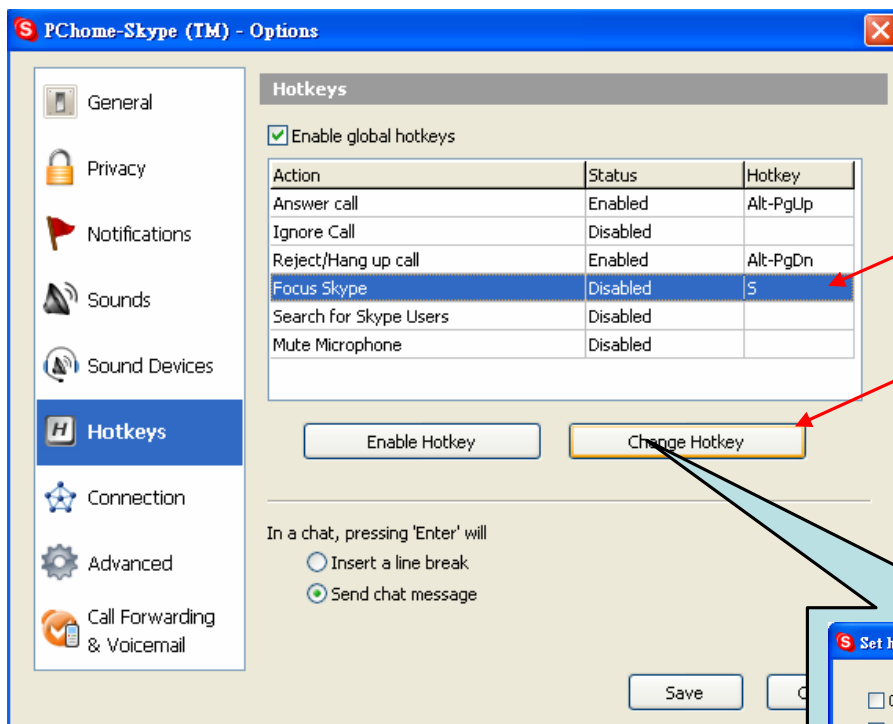 PChome-Skype (TM) - Options
General
Privacy
Notifications
Sounds
Sound Devices
Hotkeys
Connection
Advanced
Call Forwarding
& Voicemail
Hotkeys
Enable global hotkeys
Action Status Hotkey
Answer call Enabled Alt-PgUp
Ignore Call Disabled
Reject/Hang up call Enabled Alt-PgDn
Focus Skype Disabled S
Search for Skype Users Disabled
Mute Microphone Disabled
Enable Hotkey Change Hotkey
In a chat, pressing 'Enter' will
Insert a line break
Send chat message
Save
Set